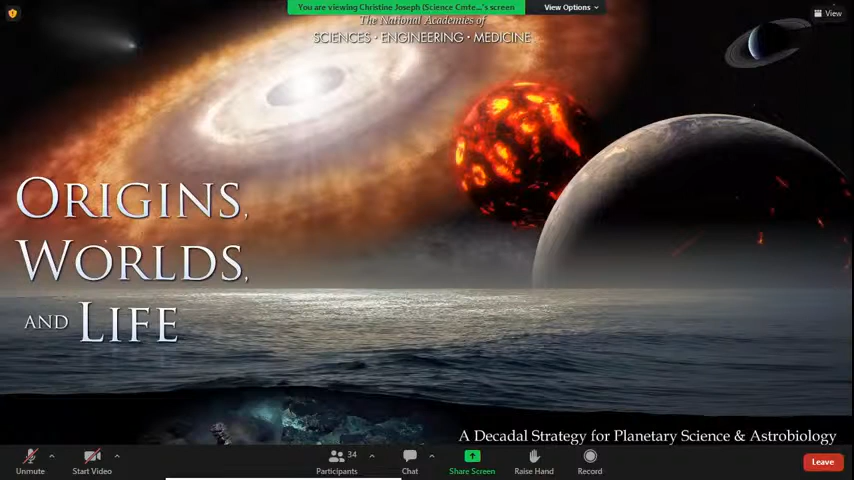 You are viewing Christine Joseph (Science Cmte...'s screen
View Options
View
The National Academies of
SCIENCES · ENGINEERING · MEDICINE
ORIGINS,
WORLDS,
AND LIFE
A Decadal Strategy for Planetary Science & Astrobiology
Unmute
Start Video
34
Participants
Chat
Share Screen
Raise Hand
Record
Leave